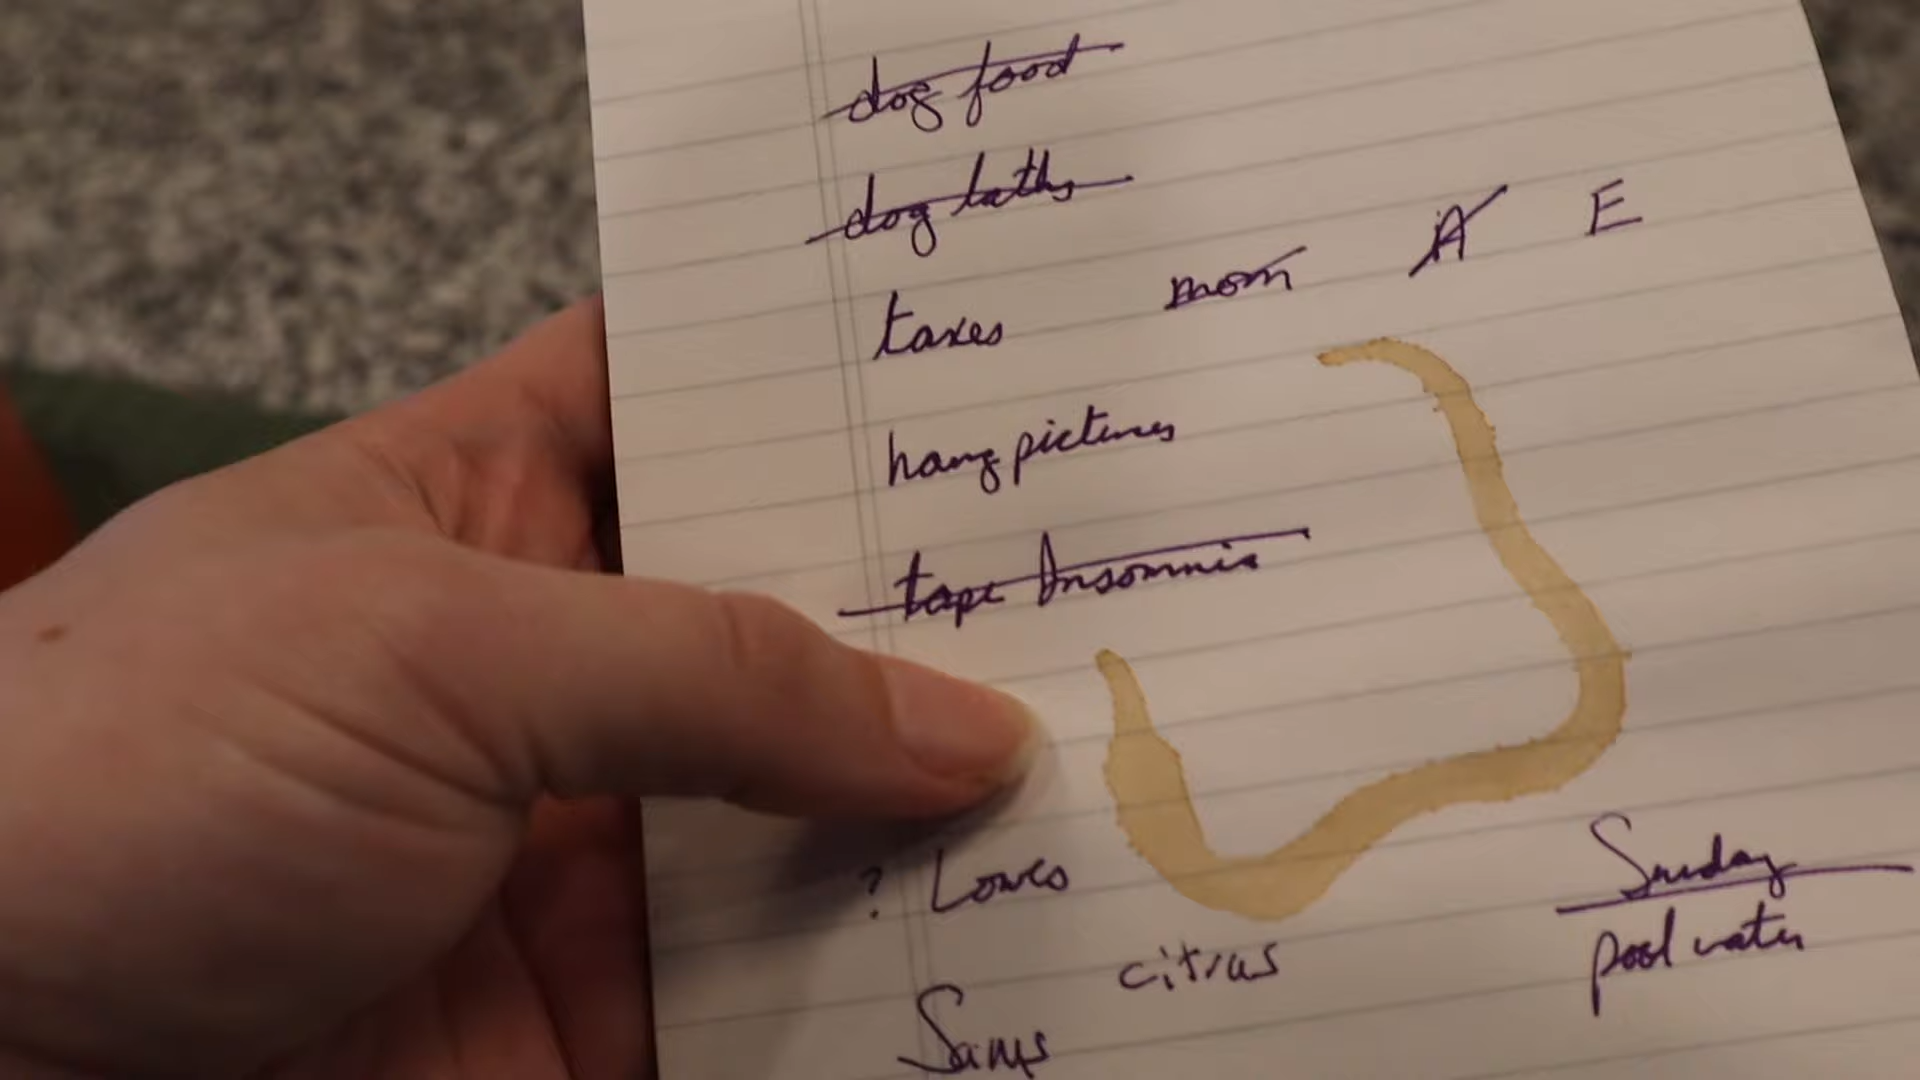 dog food
dog baths
taxes mom A E
hang pictures
tape Insomnia
? Lowes
citrus
Sams
Sunday
pool water